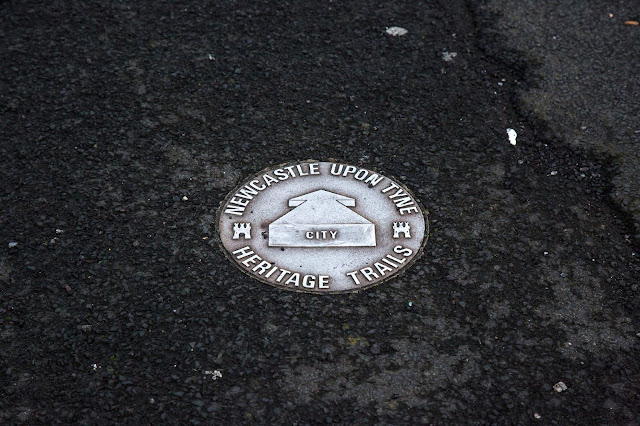 NEWCASTLE UPON TYNE
CITY
HERITAGE TRAILS